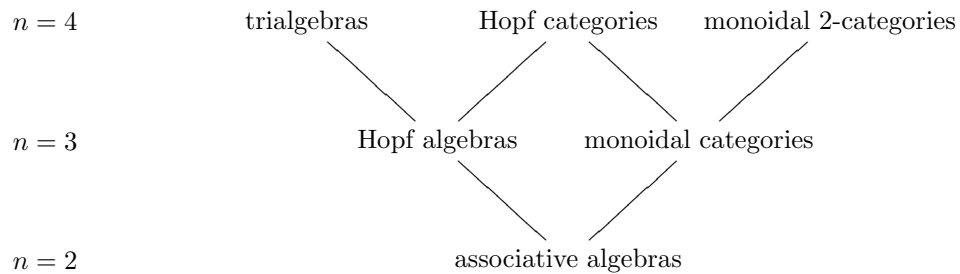 n = 4 trialgebras Hopf categories monoidal 2-categories
n = 3 Hopf algebras monoidal categories
n = 2 associative algebras